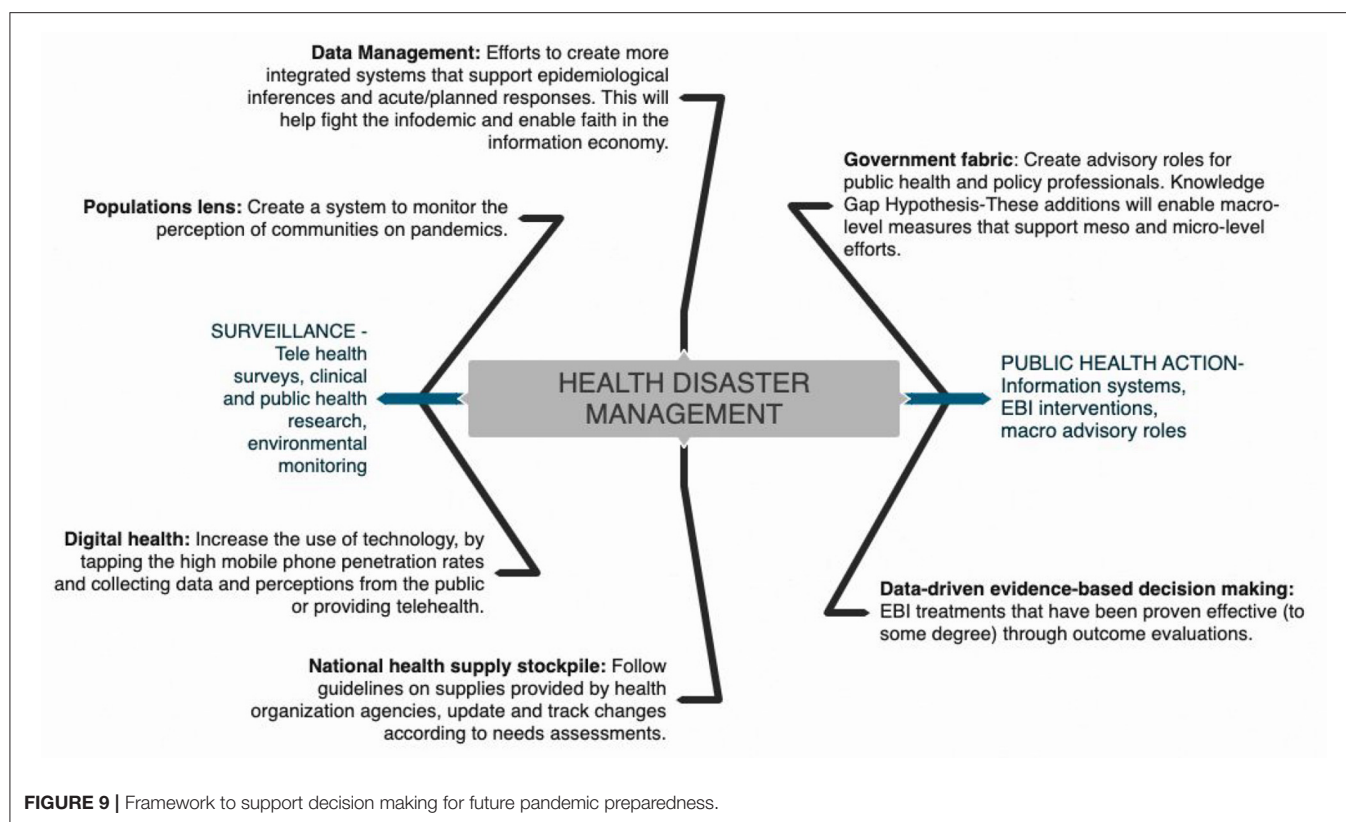 Data Management: Efforts to create more
integrated systems that support epidemiological
inferences and acute/planned responses. This will
help fight the infodemic and enable faith in the
information economy.
Government fabric: Create advisory roles for
public health and policy professionals. Knowledge
Gap Hypothesis-These additions will enable macro-
level measures that support meso and micro-level
efforts.
Populations lens: Create a system to monitor the
perception of communities on pandemics.
SURVEILLANCE -
Tele health
surveys, clinical
and public health
research,
environmental
monitoring
HEALTH DISASTER
MANAGEMENT
PUBLIC HEALTH ACTION-
Information systems,
EBI interventions,
macro advisory roles
Digital health: Increase the use of technology, by
tapping the high mobile phone penetration rates
and collecting data and perceptions from the public
or providing telehealth.
Data-driven evidence-based decision making:
EBI treatments that have been proven effective (to
some degree) through outcome evaluations.
National health supply stockpile: Follow
guidelines on supplies provided by health
organization agencies, update and track changes
according to needs assessments.
FIGURE 9 | Framework to support decision making for future pandemic preparedness.